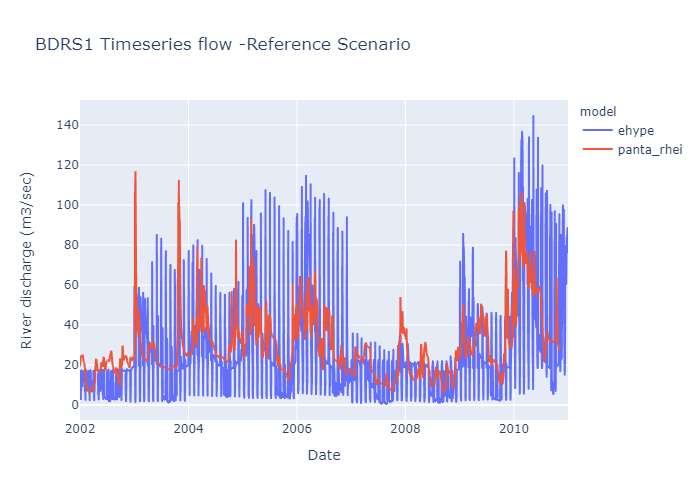 BDRS1 Timeseries flow -Reference Scenario
model
ehype
panta_rhei
River discharge (m3/sec)
140
120
100
80
60
40
20
0
2002
2004
2006
2008
2010
Date